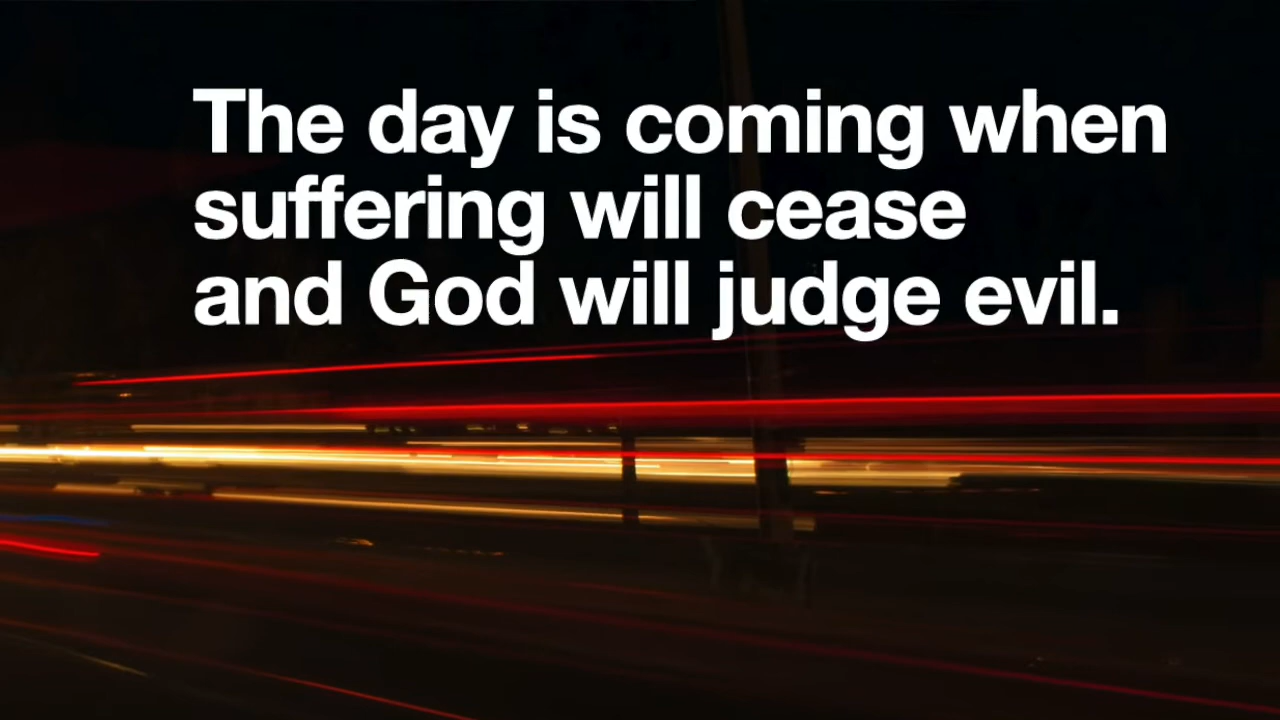 The day is coming when
suffering will cease
and God will judge evil.